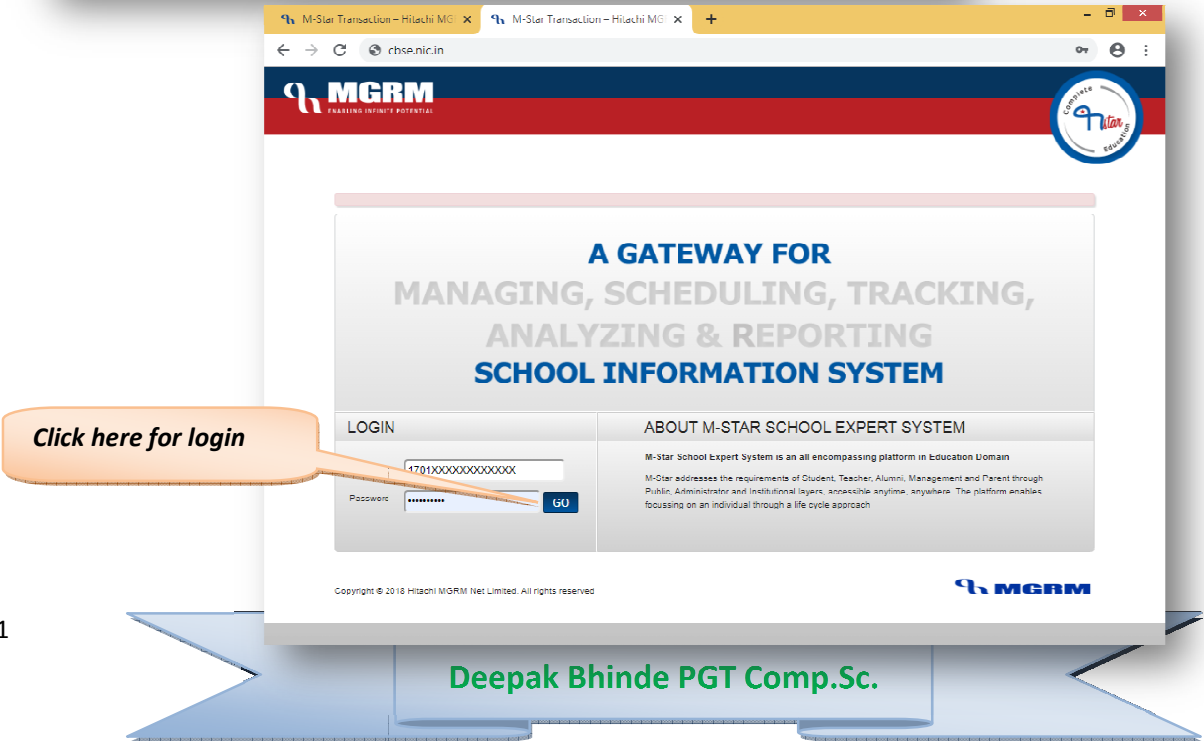 M-Star Transaction – Hitachi MG
M-Star Transaction – Hitachi MG
cbse.nic.in
MGRM
ENABLING INFINITE POTENTIAL
Complete
star
Education
A GATEWAY FOR
MANAGING, SCHEDULING, TRACKING,
ANALYZING & REPORTING
SCHOOL INFORMATION SYSTEM
LOGIN
ABOUT M-STAR SCHOOL EXPERT SYSTEM
Click here for login
M-Star School Expert System is an all encompassing platform in Education Domain
1701XXXXXXXXXXXX
M-Star addresses the requirements of Student, Teacher, Alumni, Management and Parent through
Public, Administrator and Institutional layers, accessible anytime, anywhere. The platform enables
focussing on an individual through a life cycle approach
Password
••••••••••
GO
Copyright © 2018 Hitachi MGRM Net Limited. All rights reserved
MGRM
1
Deepak Bhinde PGT Comp.Sc.